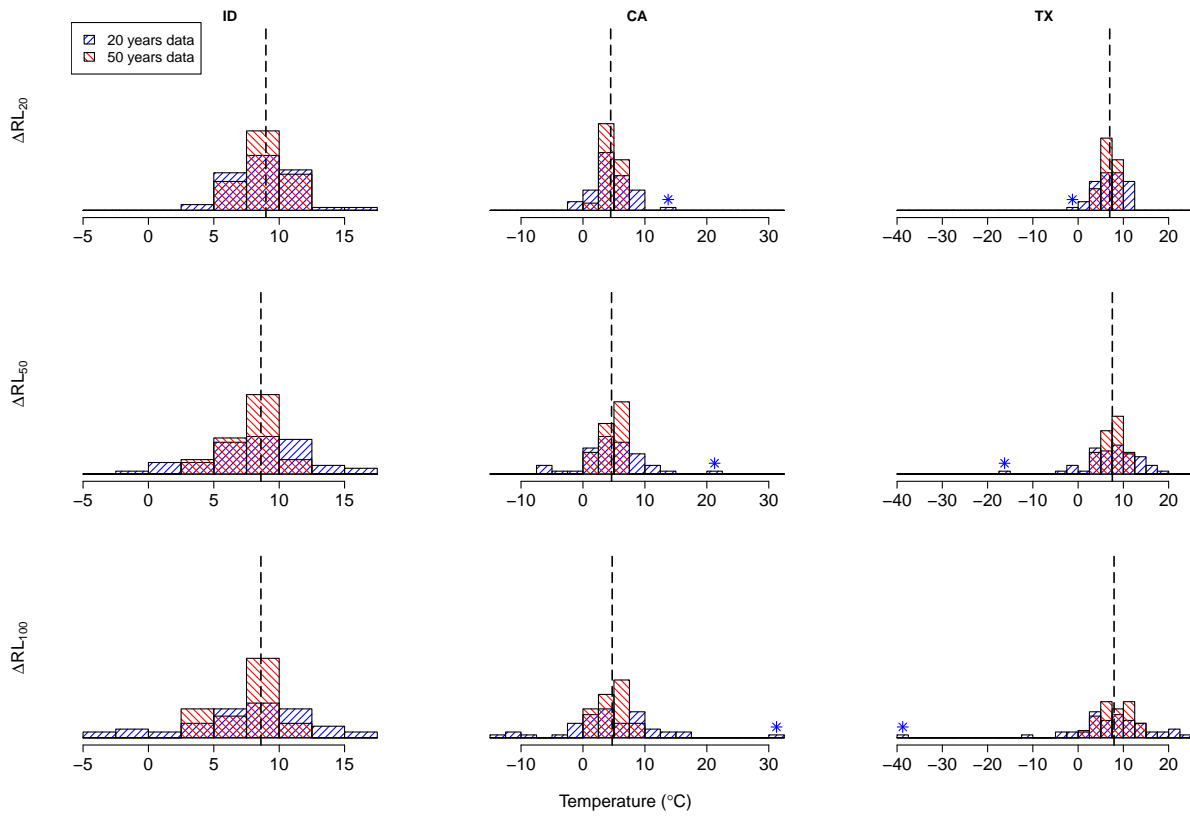 ID CA TX
20 years data
50 years data
ΔRL20
−5 0 5 10 15 −10 0 10 20 30 −40 −30 −20 −10 0 10 20
ΔRL50
−5 0 5 10 15 −10 0 10 20 30 −40 −30 −20 −10 0 10 20
ΔRL100
−5 0 5 10 15 −10 0 10 20 30 −40 −30 −20 −10 0 10 20
Temperature (°C)